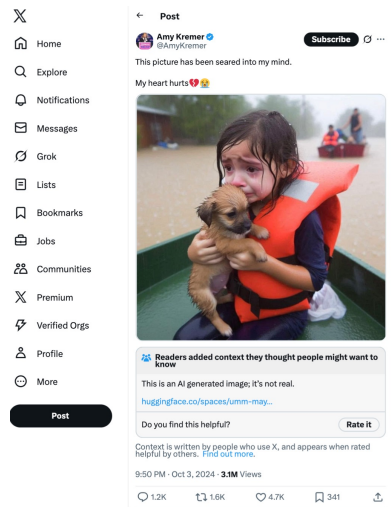 Home
Explore
Notifications
Messages
Grok
Lists
Bookmarks
Jobs
Communities
Premium
Verified Orgs
Profile
More
Post
Post
Amy Kremer
@AmyKremer
Subscribe
This picture has been seared into my mind.
My heart hurts💔😭
Readers added context they thought people might want to
know
This is an AI generated image; it's not real.
huggingface.co/spaces/umm-may...
Do you find this helpful?
Rate it
Context is written by people who use X, and appears when rated
helpful by others. Find out more.
9:50 PM · Oct 3, 2024 · 3.1M Views
1.2K
1.6K
4.7K
341